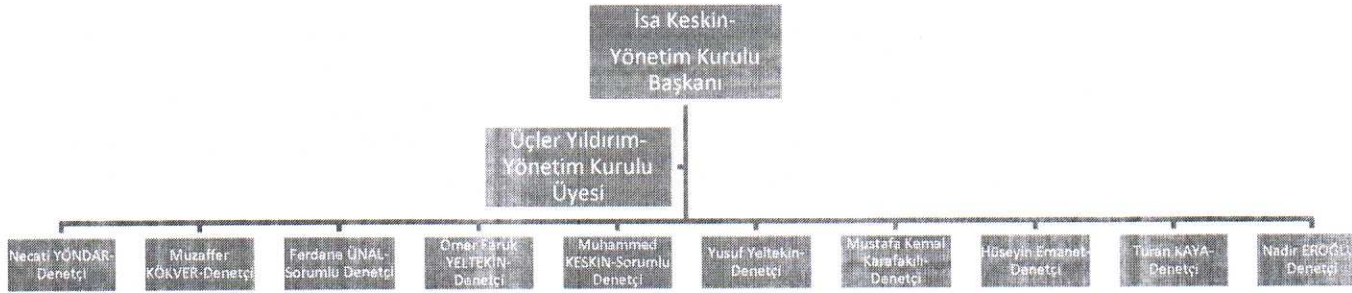 İsa Keskin-
Yönetim Kurulu
Başkanı
Üçler Yıldırım-
Yönetim Kurulu
Üyesi
Necati YÖNDAR-
Denetçi
Muzaffer
KÖKVER-Denetçi
Ferdane ÜNAL-
Sorumlu Denetçi
Ömer Faruk
YELTEKİN-
Denetçi
Muhammed
KESKİN-Sorumlu
Denetçi
Yusuf Yeltekin-
Denetçi
Mustafa Kemal
Karafakılı-
Denetçi
Hüseyin Emanet-
Denetçi
Turan KAYA-
Denetçi
Nadir EROĞLU-
Denetçi